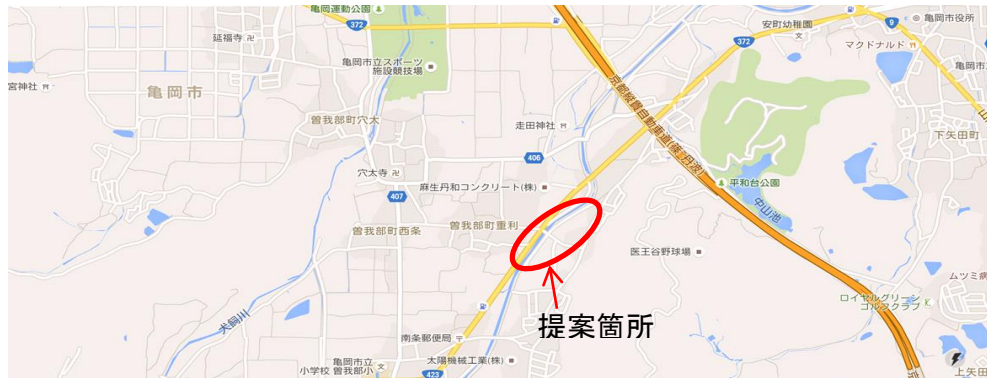 亀岡運動公園
372
延福寺
亀岡市立スポーツ
施設競技場
安町幼稚園
9
亀岡市役所
372
マクドナルド
宮神社
亀岡市
曽我部町穴太
走田神社
京都縦貫自動車道(篠-丹波)
下矢田町
406
穴太寺
麻生丹和コンクリート(株)
平和台公園
407
中山池
曽我部町西条
曽我部町重利
医王谷野球場
ムツミ病
ロイヤルグリーン
ゴルフクラブ
犬飼川
提案箇所
南条郵便局
亀岡市立
小学校 曽我部小
太陽機械工業(株)
423
上矢田